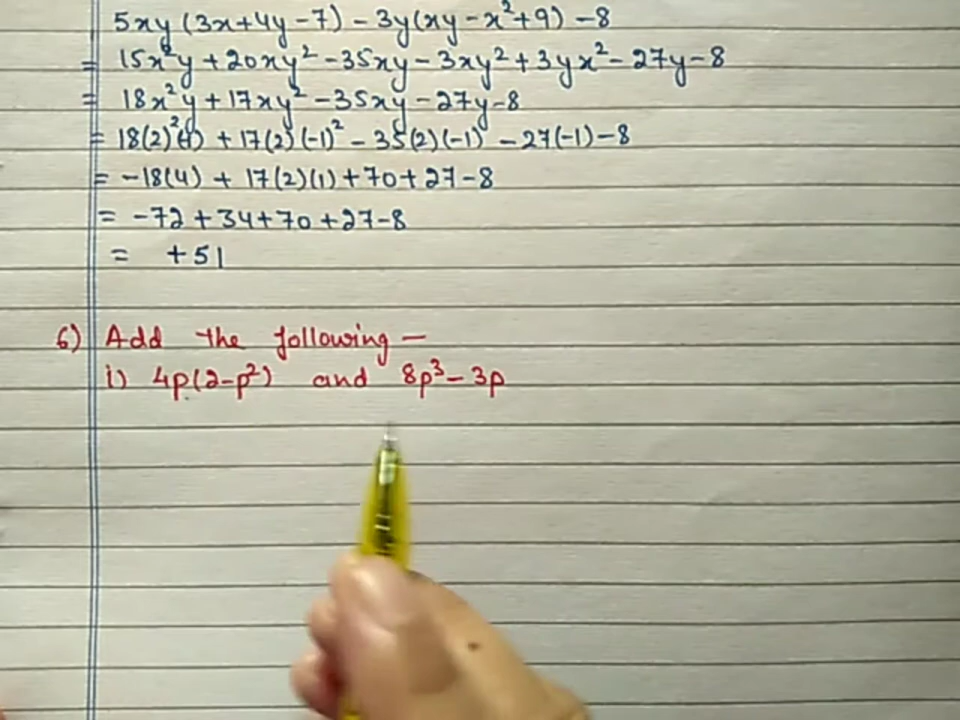 5xy (3x+4y-7) - 3y(xy - x²+9) -8
= 15x²y +20xy² -35xy - 3xy² +3yx² - 27y-8
= 18x²y +17xy² -35xy -27y-8
= 18(2)²(-1) +17(2)(-1)² - 35(2)(-1) -27(-1)-8
= -18(4) + 17(2)(1)+70+27-8
= -72+34+70+27-8
= +51
6) Add the following -
i) 4p(2-p²) and 8p³-3p